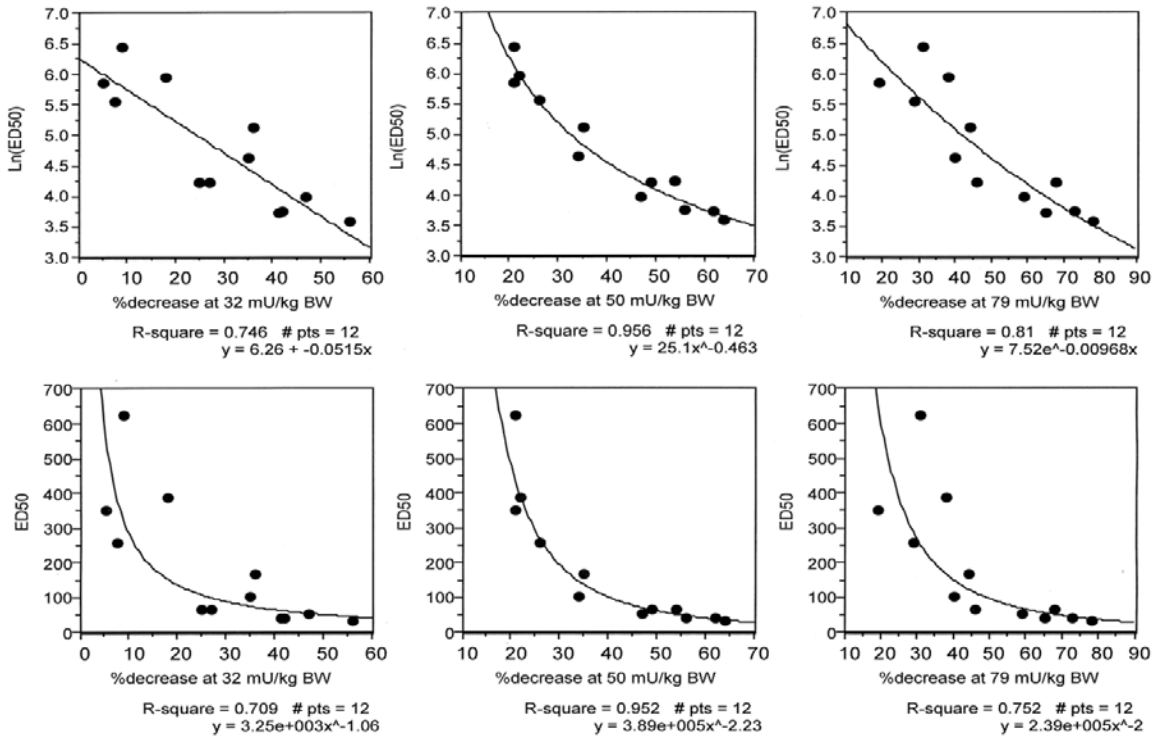 7.0
6.5
6.0
5.5
5.0
4.5
4.0
3.5
3.0
Ln(ED50)
0 10 20 30 40 50 60
%decrease at 32 mU/kg BW
R-square = 0.746 # pts = 12
y = 6.26 + -0.0515x
7.0
6.5
6.0
5.5
5.0
4.5
4.0
3.5
3.0
Ln(ED50)
10 20 30 40 50 60 70
%decrease at 50 mU/kg BW
R-square = 0.956 # pts = 12
y = 25.1x^-0.463
7.0
6.5
6.0
5.5
5.0
4.5
4.0
3.5
3.0
Ln(ED50)
10 20 30 40 50 60 70 80 90
%decrease at 79 mU/kg BW
R-square = 0.81 # pts = 12
y = 7.52e^-0.00968x
700
600
500
400
300
200
100
0
ED50
0 10 20 30 40 50 60
%decrease at 32 mU/kg BW
R-square = 0.709 # pts = 12
y = 3.25e+003x^-1.06
700
600
500
400
300
200
100
0
ED50
10 20 30 40 50 60 70
%decrease at 50 mU/kg BW
R-square = 0.952 # pts = 12
y = 3.89e+005x^-2.23
700
600
500
400
300
200
100
0
ED50
10 20 30 40 50 60 70 80 90
%decrease at 79 mU/kg BW
R-square = 0.752 # pts = 12
y = 2.39e+005x^-2